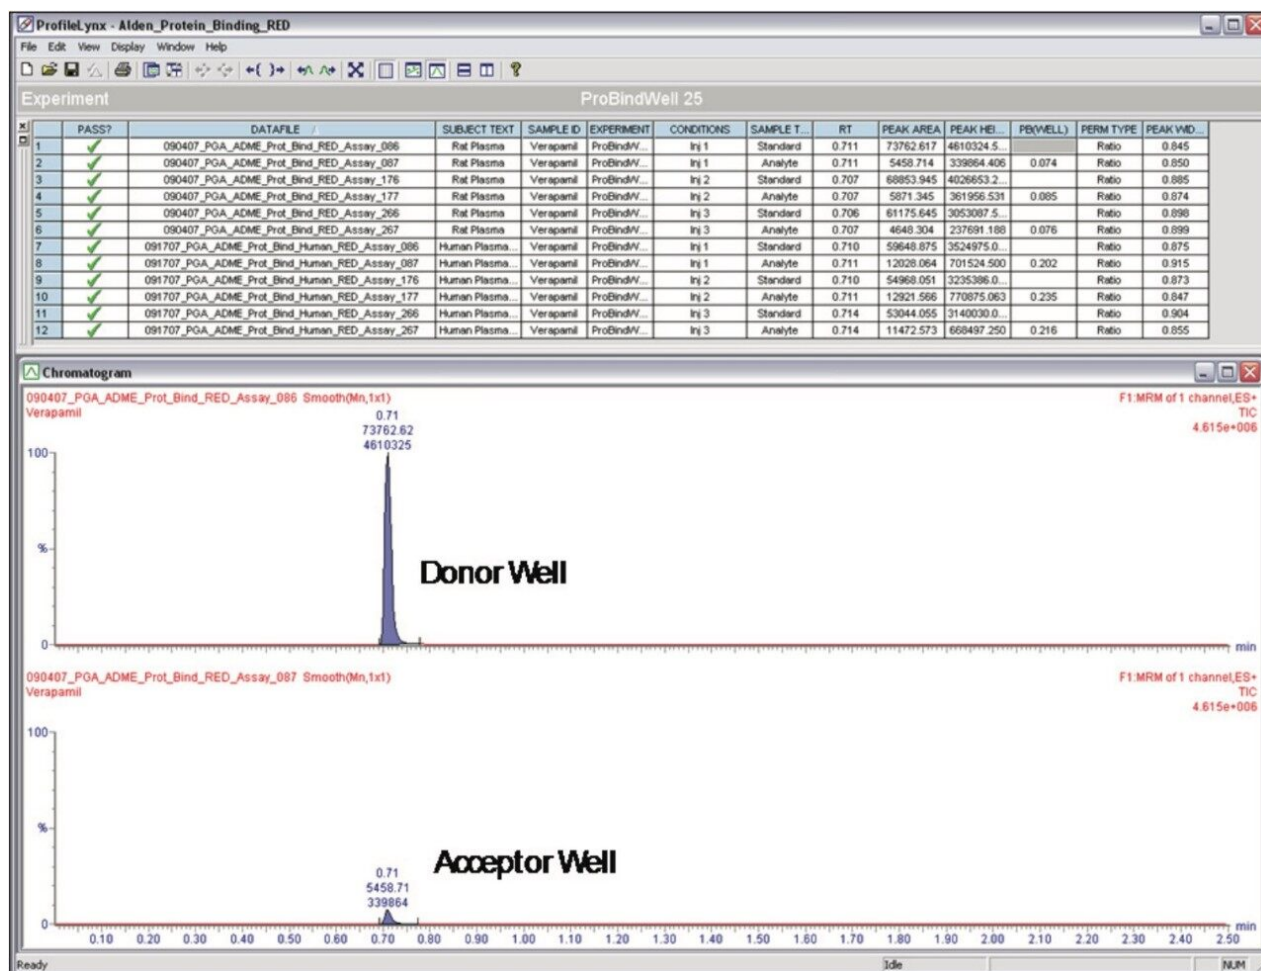 ProfileLynx - Alden_Protein_Binding_RED
File Edit View Display Window Help
Experiment ProBindWell 25
PASS? DATAFILE SUBJECT TEXT SAMPLE ID EXPERIMENT CONDITIONS SAMPLE T... RT PEAK AREA PEAK HEI... PB(WELL) PERM TYPE PEAK WID...
1 090407_PGA_ADME_Prot_Bind_RED_Assay_086 Rat Plasma Verapamil ProBindW... Inj 1 Standard 0.711 73762.617 4610324.5... Ratio 0.845
2 090407_PGA_ADME_Prot_Bind_RED_Assay_087 Rat Plasma Verapamil ProBindW... Inj 1 Analyte 0.711 5458.714 339864.406 0.074 Ratio 0.850
3 090407_PGA_ADME_Prot_Bind_RED_Assay_176 Rat Plasma Verapamil ProBindW... Inj 2 Standard 0.707 68853.945 4026653.2... Ratio 0.885
4 090407_PGA_ADME_Prot_Bind_RED_Assay_177 Rat Plasma Verapamil ProBindW... Inj 2 Analyte 0.707 5871.345 361956.531 0.085 Ratio 0.874
5 090407_PGA_ADME_Prot_Bind_RED_Assay_266 Rat Plasma Verapamil ProBindW... Inj 3 Standard 0.706 61175.645 3053087.5... Ratio 0.898
6 090407_PGA_ADME_Prot_Bind_RED_Assay_267 Rat Plasma Verapamil ProBindW... Inj 3 Analyte 0.707 4648.304 237691.188 0.076 Ratio 0.899
7 091707_PGA_ADME_Prot_Bind_Human_RED_Assay_086 Human Plasma... Verapamil ProBindW... Inj 1 Standard 0.710 59648.875 3524975.0... Ratio 0.875
8 091707_PGA_ADME_Prot_Bind_Human_RED_Assay_087 Human Plasma... Verapamil ProBindW... Inj 1 Analyte 0.711 12028.064 701524.500 0.202 Ratio 0.915
9 091707_PGA_ADME_Prot_Bind_Human_RED_Assay_176 Human Plasma... Verapamil ProBindW... Inj 2 Standard 0.710 54968.051 3235386.0... Ratio 0.873
10 091707_PGA_ADME_Prot_Bind_Human_RED_Assay_177 Human Plasma... Verapamil ProBindW... Inj 2 Analyte 0.711 12921.566 770875.063 0.235 Ratio 0.847
11 091707_PGA_ADME_Prot_Bind_Human_RED_Assay_266 Human Plasma... Verapamil ProBindW... Inj 3 Standard 0.714 53044.055 3140030.0... Ratio 0.904
12 091707_PGA_ADME_Prot_Bind_Human_RED_Assay_267 Human Plasma... Verapamil ProBindW... Inj 3 Analyte 0.714 11472.573 668497.250 0.216 Ratio 0.855
Chromatogram
090407_PGA_ADME_Prot_Bind_RED_Assay_086 Smooth(Mn,1x1) F1:MRM of 1 channel,ES+
Verapamil TIC
4.615e+006
0.71
73762.62
4610325
100
%
Donor Well
0
min
090407_PGA_ADME_Prot_Bind_RED_Assay_087 Smooth(Mn,1x1) F1:MRM of 1 channel,ES+
Verapamil TIC
4.615e+006
100
%
Acceptor Well
0.71
5458.71
339864
0
min
0.10 0.20 0.30 0.40 0.50 0.60 0.70 0.80 0.90 1.00 1.10 1.20 1.30 1.40 1.50 1.60 1.70 1.80 1.90 2.00 2.10 2.20 2.30 2.40 2.50
Ready Idle NUM